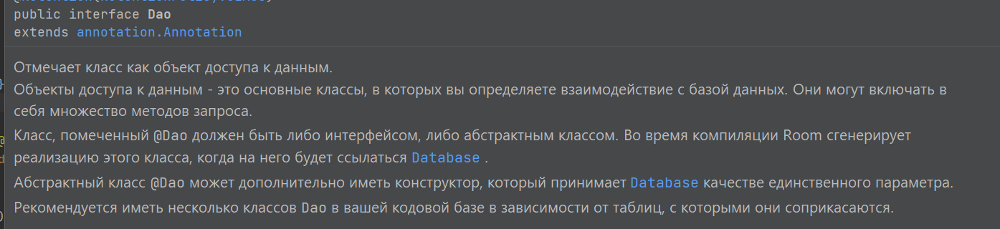 public interface Dao
extends annotation.Annotation
Отмечает класс как объект доступа к данным.
Объекты доступа к данным - это основные классы, в которых вы определяете взаимодействие с базой данных. Они могут включать в
себя множество методов запроса.
Класс, помеченный @Dao должен быть либо интерфейсом, либо абстрактным классом. Во время компиляции Room сгенерирует
реализацию этого класса, когда на него будет ссылаться Database .
Абстрактный класс @Dao может дополнительно иметь конструктор, который принимает Database качестве единственного параметра.
Рекомендуется иметь несколько классов Dao в вашей кодовой базе в зависимости от таблиц, с которыми они соприкасаются.